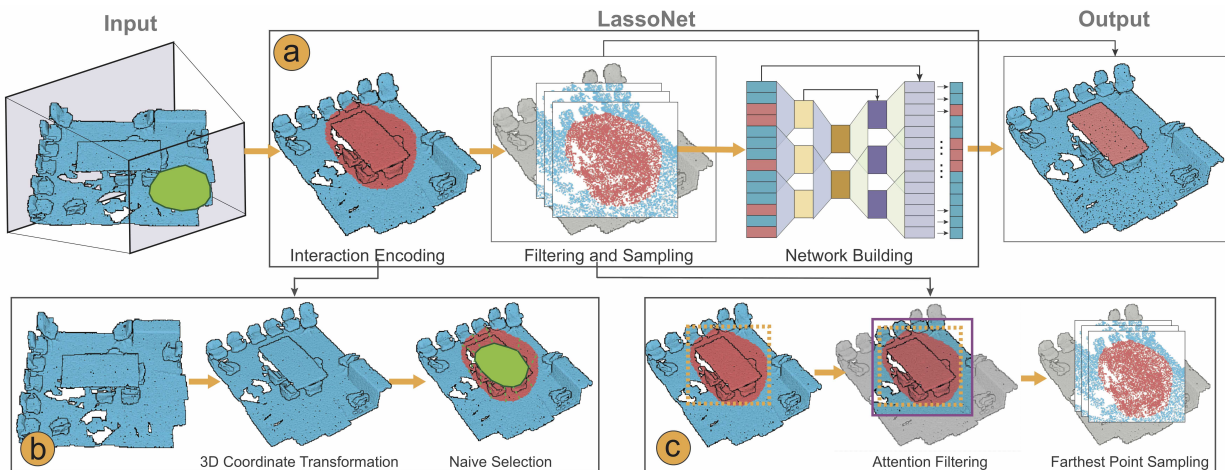 Input
LassoNet
Output
a
Interaction Encoding
Filtering and Sampling
Network Building
b
3D Coordinate Transformation
Naive Selection
c
Attention Filtering
Farthest Point Sampling